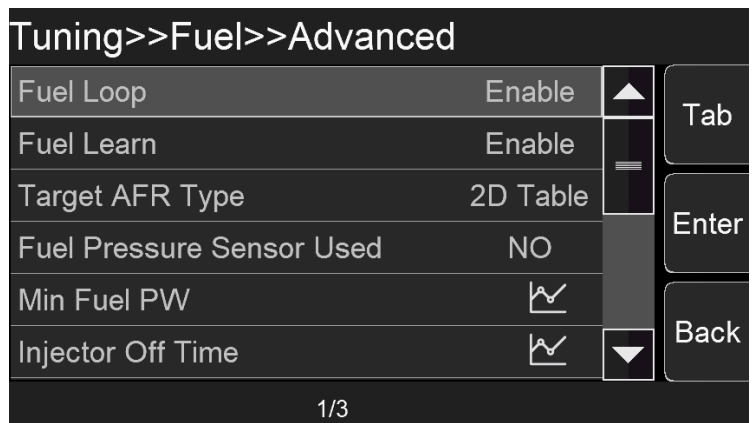 Tuning>>Fuel>>Advanced
Fuel Loop Enable
Fuel Learn Enable
Target AFR Type 2D Table
Fuel Pressure Sensor Used NO
Min Fuel PW
Injector Off Time
Tab
Enter
Back
1/3